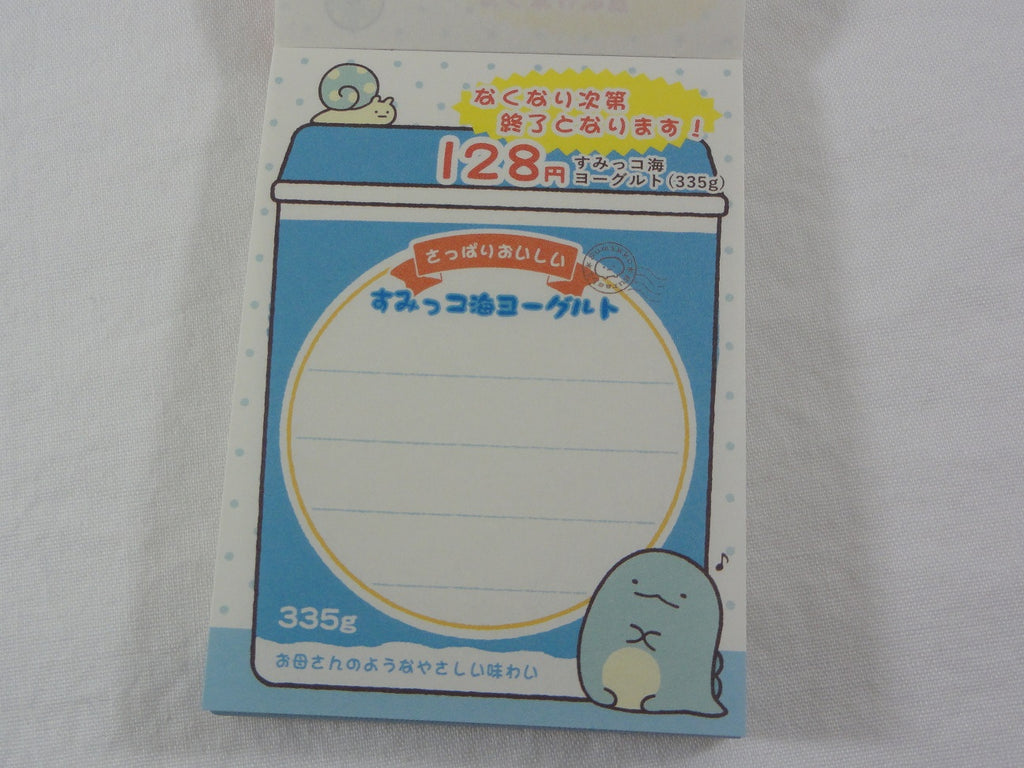 なくなり次第
終了となります！
128円
すみっコ海
ヨーグルト(335g)
さっぱりおいしい
すみっコ海ヨーグルト
335g
お母さんのようなやさしい味わい